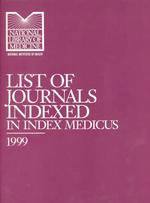 NATIONAL
LIBRARY OF
MEDICINE
NATIONAL INSTITUTES OF HEALTH
LIST OF
JOURNALS
INDEXED
IN INDEX MEDICUS
1999